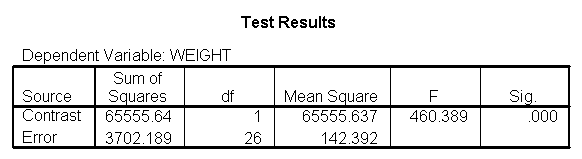 Test Results
Dependent Variable: WEIGHT
Sum of
Source Squares df Mean Square F Sig.
Contrast 65555.64 1 65555.637 460.389 .000
Error 3702.189 26 142.392